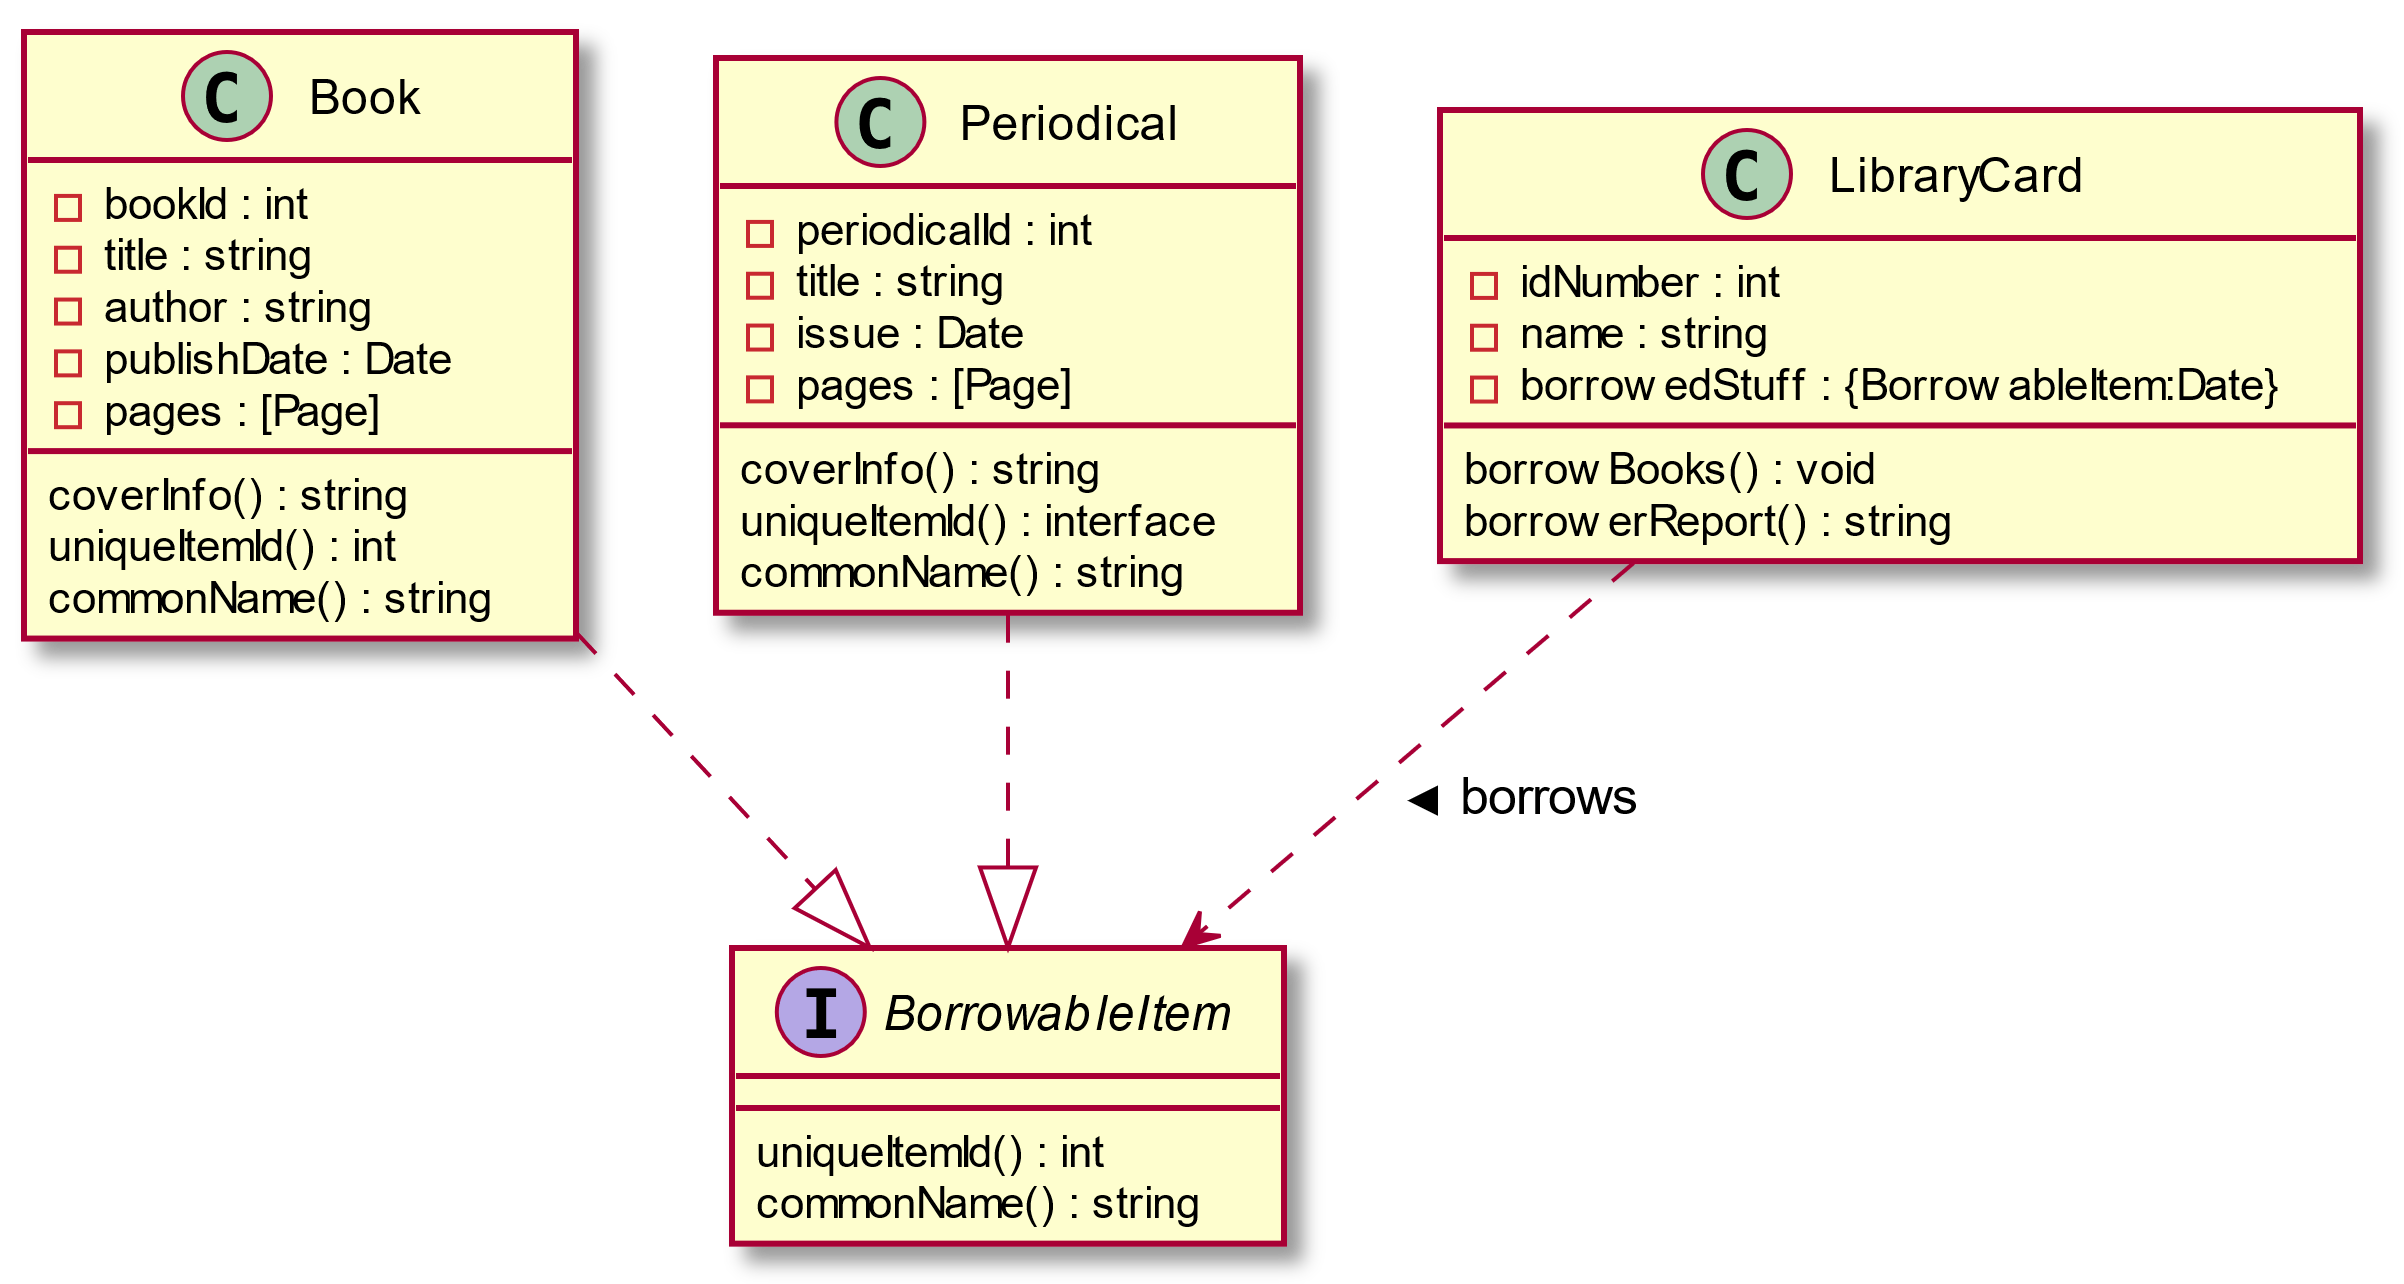 C Book
bookId : int
title : string
author : string
publishDate : Date
pages : [Page]
coverInfo() : string
uniqueItemId() : int
commonName() : string
C Periodical
periodicalId : int
title : string
issue : Date
pages : [Page]
coverInfo() : string
uniqueItemId() : interface
commonName() : string
C LibraryCard
idNumber : int
name : string
borrowedStuff : {BorrowableItem:Date}
borrowBooks() : void
borrowerReport() : string
◀ borrows
I BorrowableItem
uniqueItemId() : int
commonName() : string